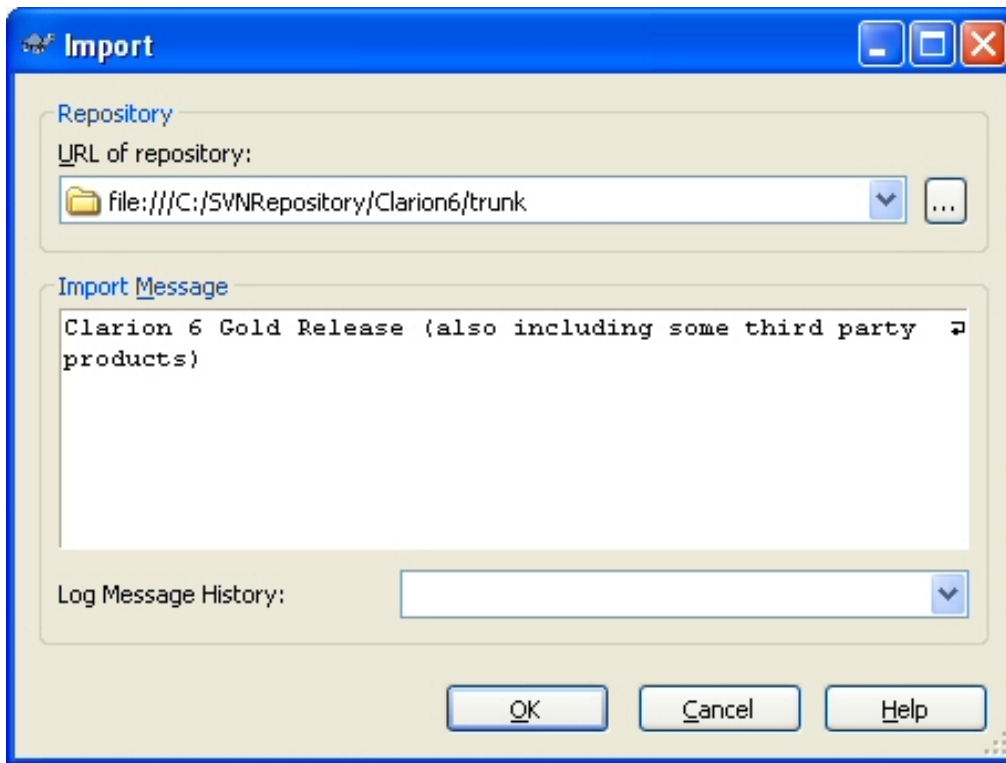 Import
Repository
URL of repository:
file:///C:/SVNRepository/Clarion6/trunk
...
Import Message
Clarion 6 Gold Release (also including some third party
products)
Log Message History:
OK
Cancel
Help